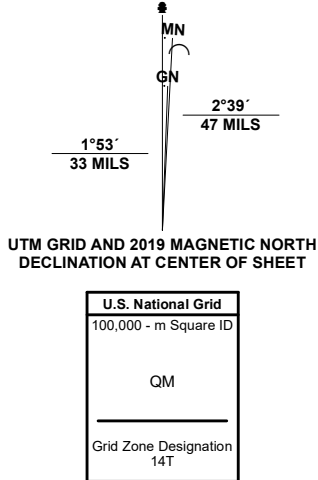 MN
GN
2°39´
47 MILS
1°53´
33 MILS
UTM GRID AND 2019 MAGNETIC NORTH
DECLINATION AT CENTER OF SHEET
U.S. National Grid
100,000 - m Square ID
QM
Grid Zone Designation
14T